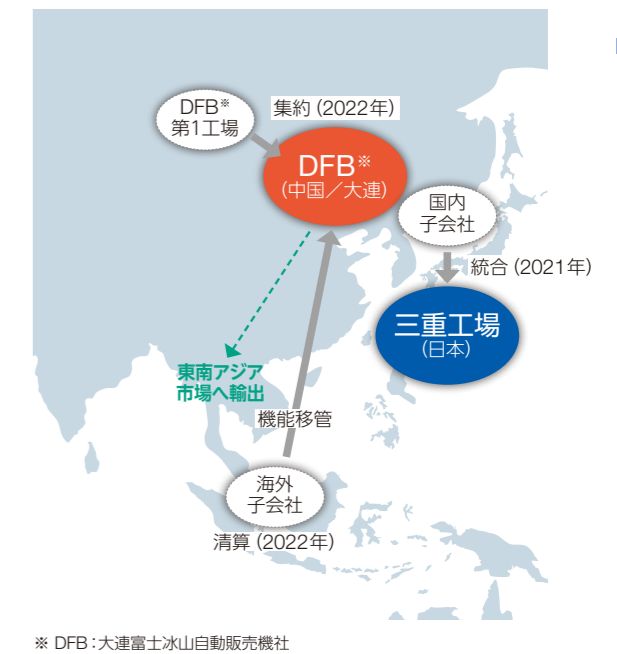 DFB※
第1工場
集約（2022年）
DFB※
（中国／大連）
国内
子会社
統合（2021年）
三重工場
（日本）
東南アジア
市場へ輸出
機能移管
海外
子会社
清算（2022年）
※ DFB：大連富士冰山自動販売機社